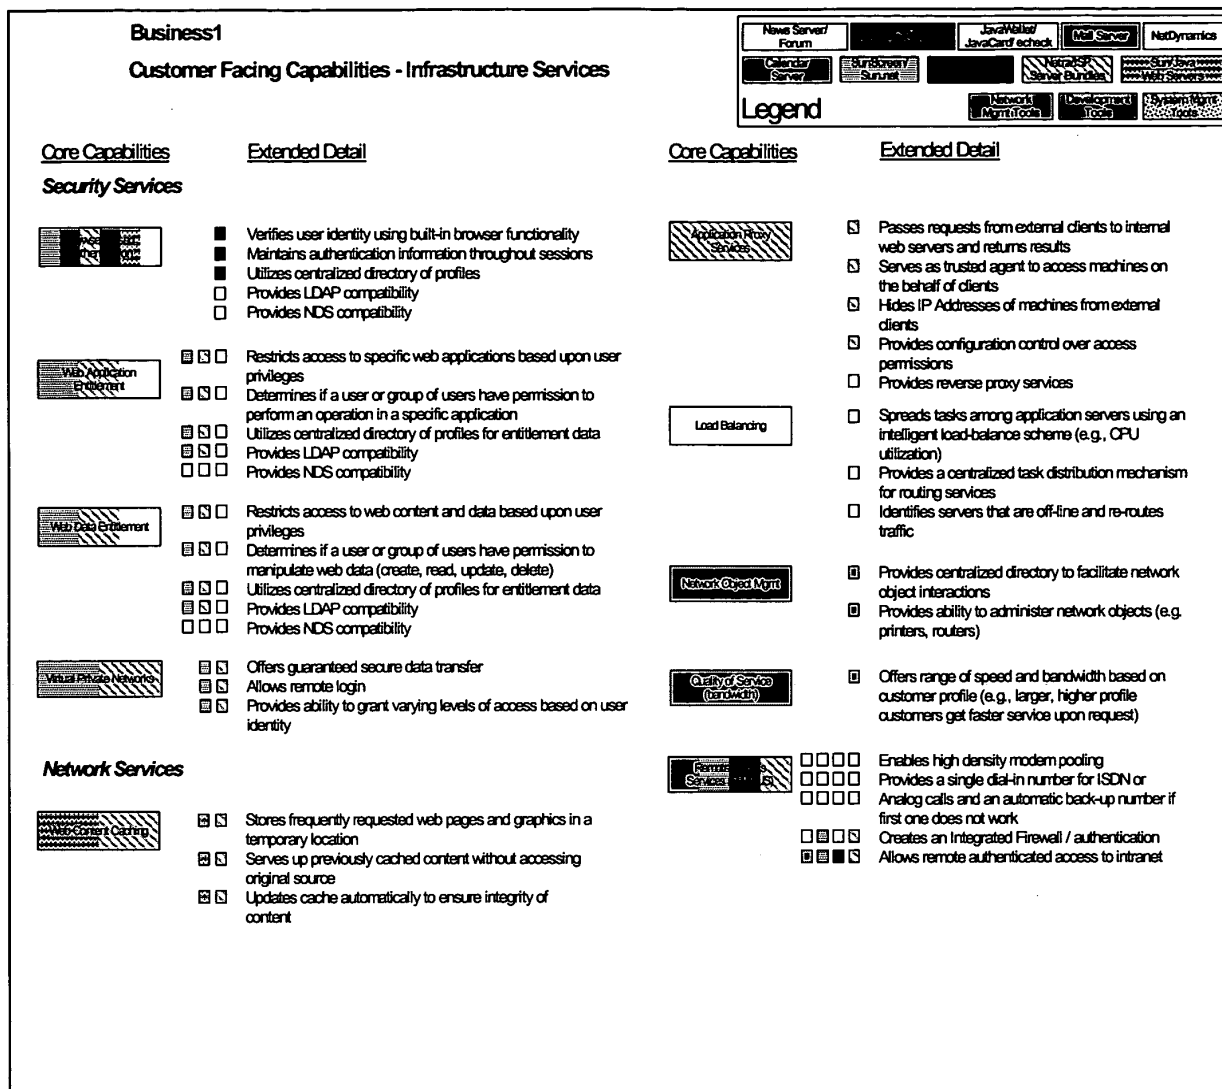 Business1
Customer Facing Capabilities - Infrastructure Services
News Server/
Forum
JavaWallet/
JavaCard/echeck
Mail Server
NetDynamics
Calendar
Server
SunScreen/
Sun.net
Netra ISP
Server Bundles
Sun/Java
Web Servers
Legend
Network
Mgmt Tools
Development
Tools
System Mgmt
Tools
Core Capabilities
Extended Detail
Security Services
Verifies user identity using built-in browser functionality
Maintains authentication information throughout sessions
Utilizes centralized directory of profiles
Provides LDAP compatibility
Provides NDS compatibility
Web Application
Entitlement
Restricts access to specific web applications based upon user
privileges
Determines if a user or group of users have permission to
perform an operation in a specific application
Utilizes centralized directory of profiles for entitlement data
Provides LDAP compatibility
Provides NDS compatibility
Web Data Entitlement
Restricts access to web content and data based upon user
privileges
Determines if a user or group of users have permission to
manipulate web data (create, read, update, delete)
Utilizes centralized directory of profiles for entitlement data
Provides LDAP compatibility
Provides NDS compatibility
Virtual Private Networks
Offers guaranteed secure data transfer
Allows remote login
Provides ability to grant varying levels of access based on user
identity
Network Services
Web Content Caching
Stores frequently requested web pages and graphics in a
temporary location
Serves up previously cached content without accessing
original source
Updates cache automatically to ensure integrity of
content
Core Capabilities
Extended Detail
Application Proxy
Services
Passes requests from external clients to internal
web servers and returns results
Serves as trusted agent to access machines on
the behalf of clients
Hides IP Addresses of machines from external
clients
Provides configuration control over access
permissions
Provides reverse proxy services
Load Balancing
Spreads tasks among application servers using an
intelligent load-balance scheme (e.g., CPU
utilization)
Provides a centralized task distribution mechanism
for routing services
Identifies servers that are off-line and re-routes
traffic
Network Object Mgmt
Provides centralized directory to facilitate network
object interactions
Provides ability to administer network objects (e.g.
printers, routers)
Quality of Service
(bandwidth)
Offers range of speed and bandwidth based on
customer profile (e.g., larger, higher profile
customers get faster service upon request)
Remote
Services
Enables high density modem pooling
Provides a single dial-in number for ISDN or
Analog calls and an automatic back-up number if
first one does not work
Creates an Integrated Firewall / authentication
Allows remote authenticated access to intranet